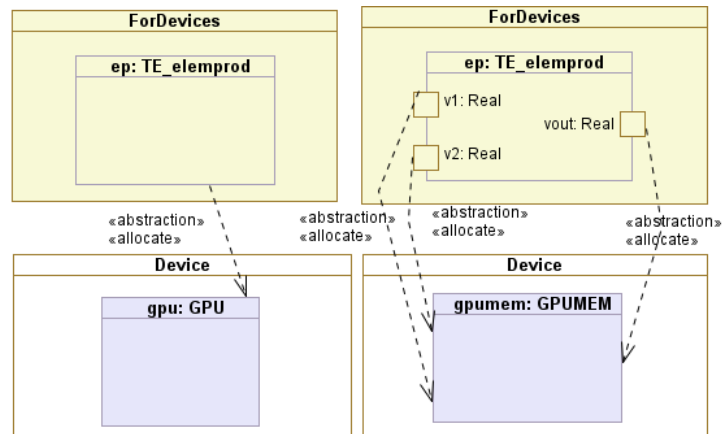 ForDevices
ep: TE_elemprod
«abstraction»
«allocate»
Device
gpu: GPU
ForDevices
ep: TE_elemprod
v1: Real
vout: Real
v2: Real
«abstraction»
«allocate»
«abstraction»
«allocate»
«abstraction»
«allocate»
Device
gpumem: GPUMEM